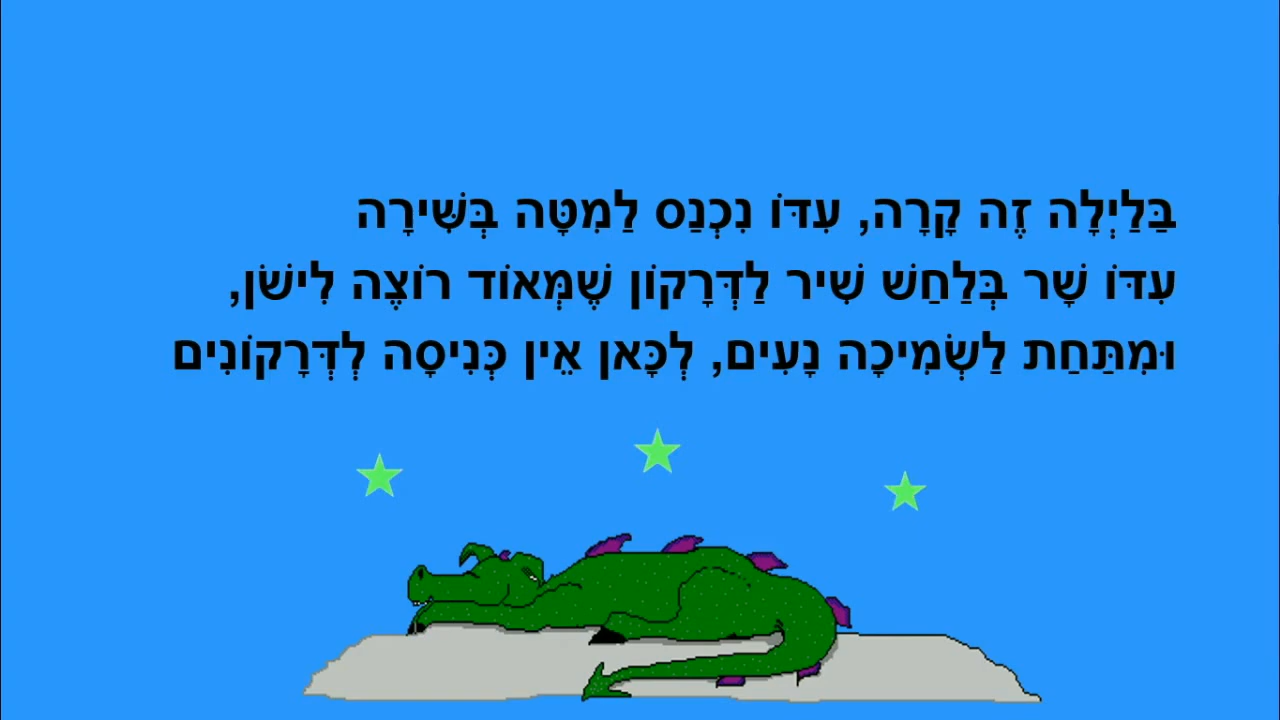 בַּלַּיְלָה זֶה קָרָה, עִדּוֹ נִכְנַס לַמִּטָּה בְּשִׁירָה
עִדּוֹ שָׁר בְּלַחַשׁ שִׁיר לַדְּרָקוֹן שֶׁמְּאוֹד רוֹצֶה לִישֹׁן,
וּמִתַּחַת לַשְּׂמִיכָה נָעִים, לְכָּאן אֵין כְּנִיסָה לְדְּרָקוֹנִים